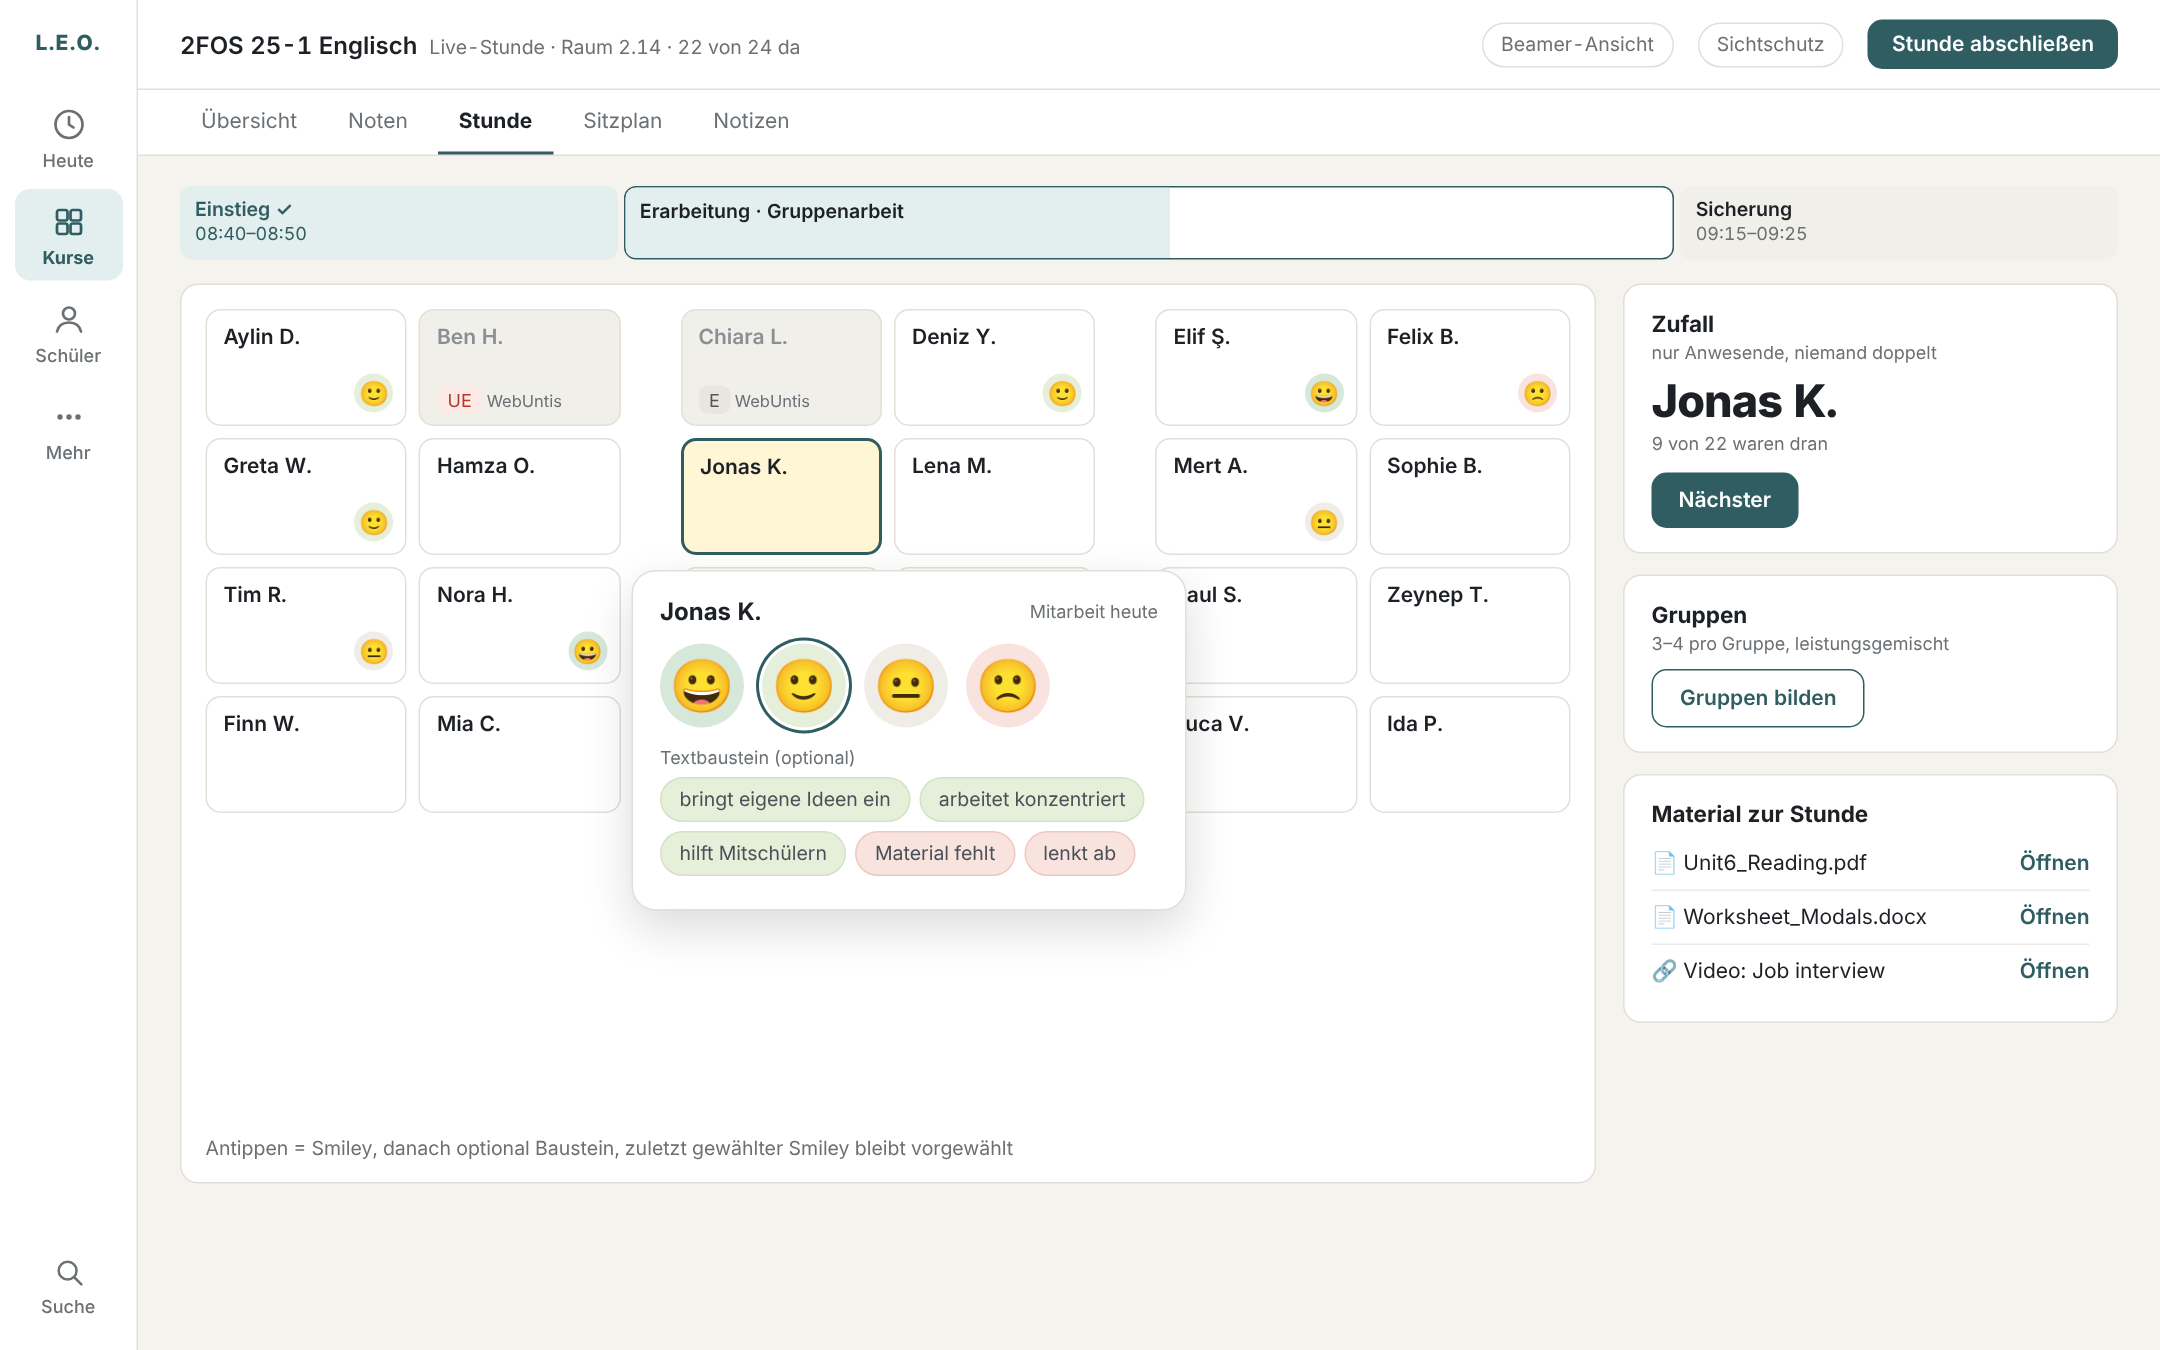 L.E.O.
Heute
Kurse
Schüler
Mehr
Suche
2FOS 25-1 Englisch Live-Stunde · Raum 2.14 · 22 von 24 da
Beamer-Ansicht
Sichtschutz
Stunde abschließen
Übersicht
Noten
Stunde
Sitzplan
Notizen
Einstieg ✓
08:40–08:50
Erarbeitung · Gruppenarbeit
Sicherung
09:15–09:25
Aylin D.
Ben H.
UE WebUntis
Chiara L.
E WebUntis
Deniz Y.
Elif Ş.
Felix B.
Greta W.
Hamza O.
Jonas K.
Lena M.
Mert A.
Sophie B.
Tim R.
Nora H.
aul S.
Zeynep T.
Finn W.
Mia C.
uca V.
Ida P.
Jonas K.
Mitarbeit heute
Textbaustein (optional)
bringt eigene Ideen ein
arbeitet konzentriert
hilft Mitschülern
Material fehlt
lenkt ab
Antippen = Smiley, danach optional Baustein, zuletzt gewählter Smiley bleibt vorgewählt
Zufall
nur Anwesende, niemand doppelt
Jonas K.
9 von 22 waren dran
Nächster
Gruppen
3–4 pro Gruppe, leistungsgemischt
Gruppen bilden
Material zur Stunde
Unit6_Reading.pdf Öffnen
Worksheet_Modals.docx Öffnen
Video: Job interview Öffnen